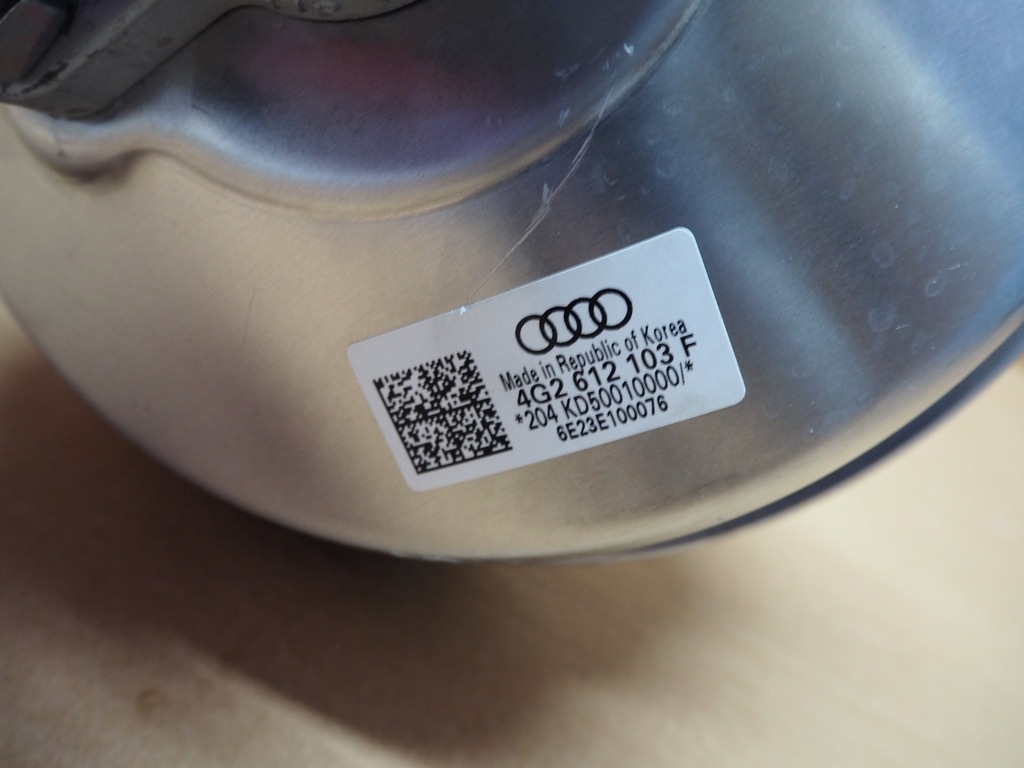 Made in Republic of Korea
4G2 612 103 F
*204 KD50010000/*
6E23E100076